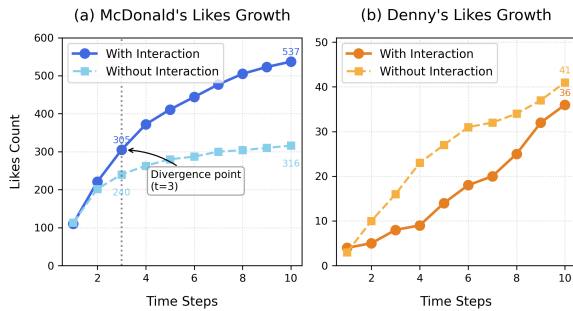 (a) McDonald's Likes Growth
600
500
400
300
200
100
0
Likes Count
With Interaction
Without Interaction
537
305
240
316
Divergence point
(t=3)
2
4
6
8
10
Time Steps
(b) Denny's Likes Growth
50
40
30
20
10
0
With Interaction
Without Interaction
41
36
2
4
6
8
10
Time Steps